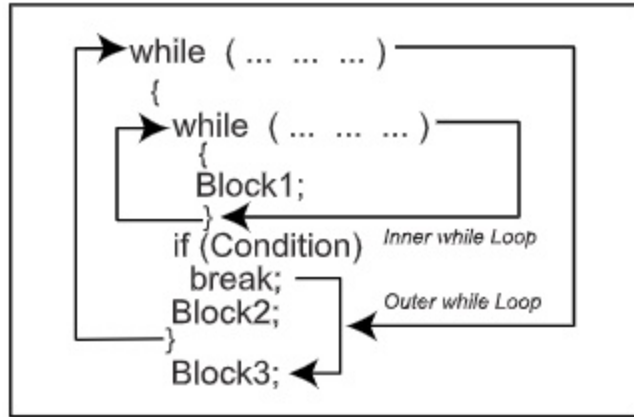 while ( ... ... ... )
{
while ( ... ... ... )
{
Block1;
}
Inner while Loop
if (Condition)
break;
Outer while Loop
Block2;
}
Block3;